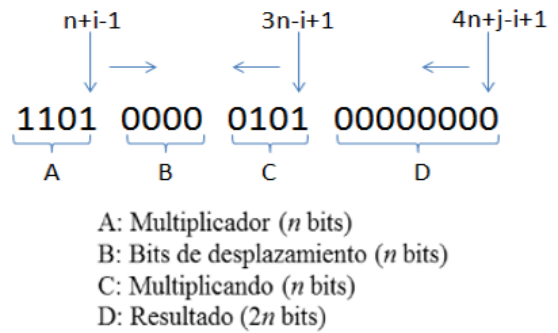 n+i-1 3n-i+1 4n+j-i+1
1101 0000 0101 00000000
A B C D
A: Multiplicador (n bits)
B: Bits de desplazamiento (n bits)
C: Multiplicando (n bits)
D: Resultado (2n bits)